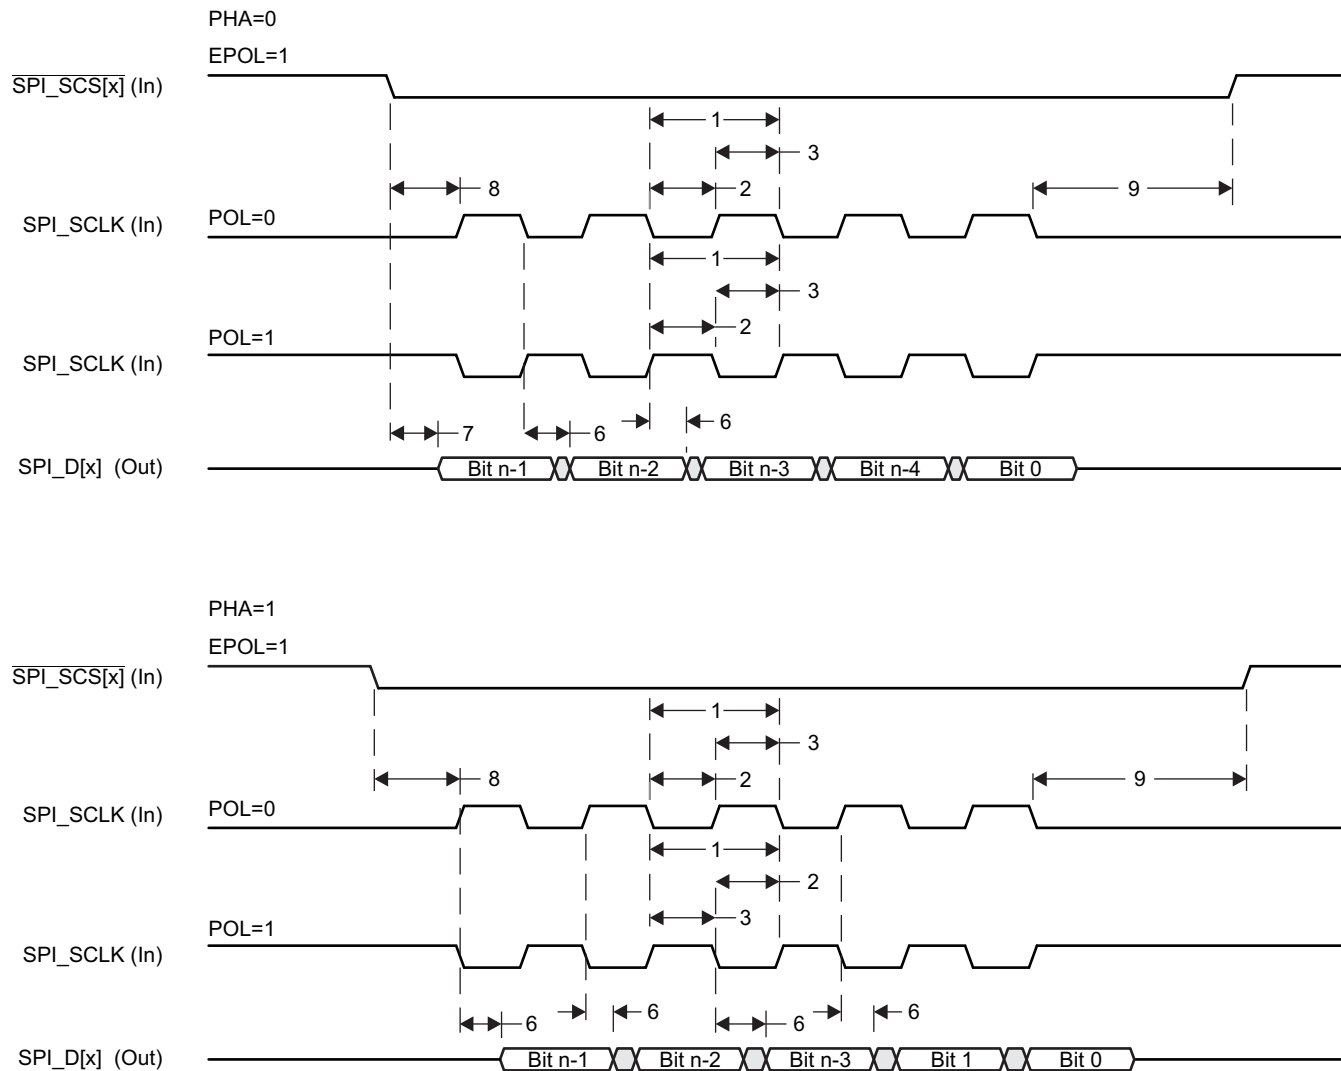 PHA=0
EPOL=1
SPI_SCS[x] (In)
1
3
8
2
9
SPI_SCLK (In)
POL=0
1
3
2
POL=1
SPI_SCLK (In)
7
6
6
SPI_D[x] (Out)
Bit n-1
Bit n-2
Bit n-3
Bit n-4
Bit 0
PHA=1
EPOL=1
SPI_SCS[x] (In)
1
3
8
2
9
SPI_SCLK (In)
POL=0
1
2
3
POL=1
SPI_SCLK (In)
6
6
6
6
SPI_D[x] (Out)
Bit n-1
Bit n-2
Bit n-3
Bit 1
Bit 0